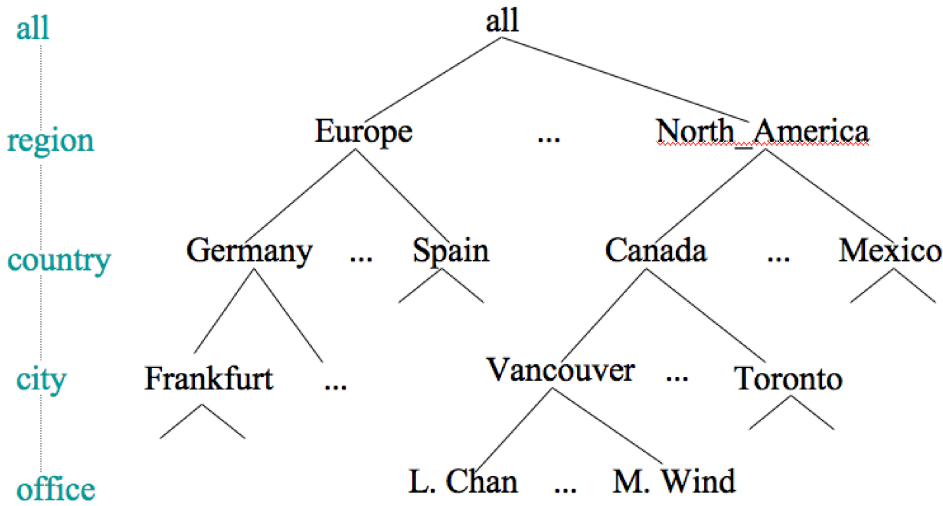 all all
region Europe ... North_America
country Germany ... Spain Canada ... Mexico
city Frankfurt ... Vancouver ... Toronto
office L. Chan ... M. Wind